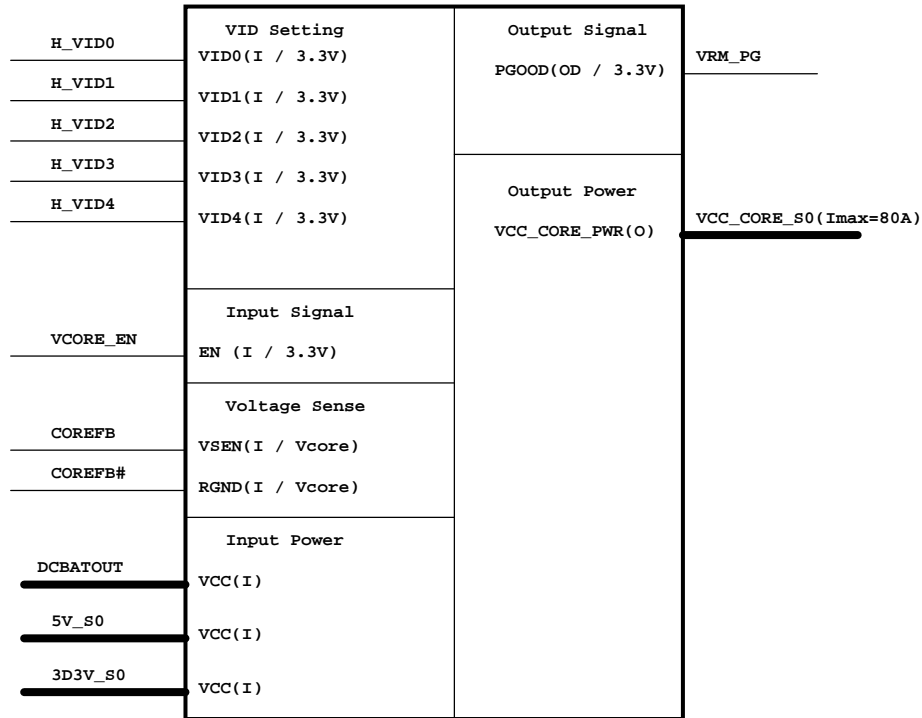 H_VID0
H_VID1
H_VID2
H_VID3
H_VID4
VCORE_EN
COREFB
COREFB#
DCBATOUT
5V_S0
3D3V_S0
VID Setting
VID0(I / 3.3V)
VID1(I / 3.3V)
VID2(I / 3.3V)
VID3(I / 3.3V)
VID4(I / 3.3V)
Input Signal
EN (I / 3.3V)
Voltage Sense
VSEN(I / Vcore)
RGND(I / Vcore)
Input Power
VCC(I)
VCC(I)
VCC(I)
Output Signal
PGOOD(OD / 3.3V)
Output Power
VCC_CORE_PWR(O)
VRM_PG
VCC_CORE_S0(Imax=80A)